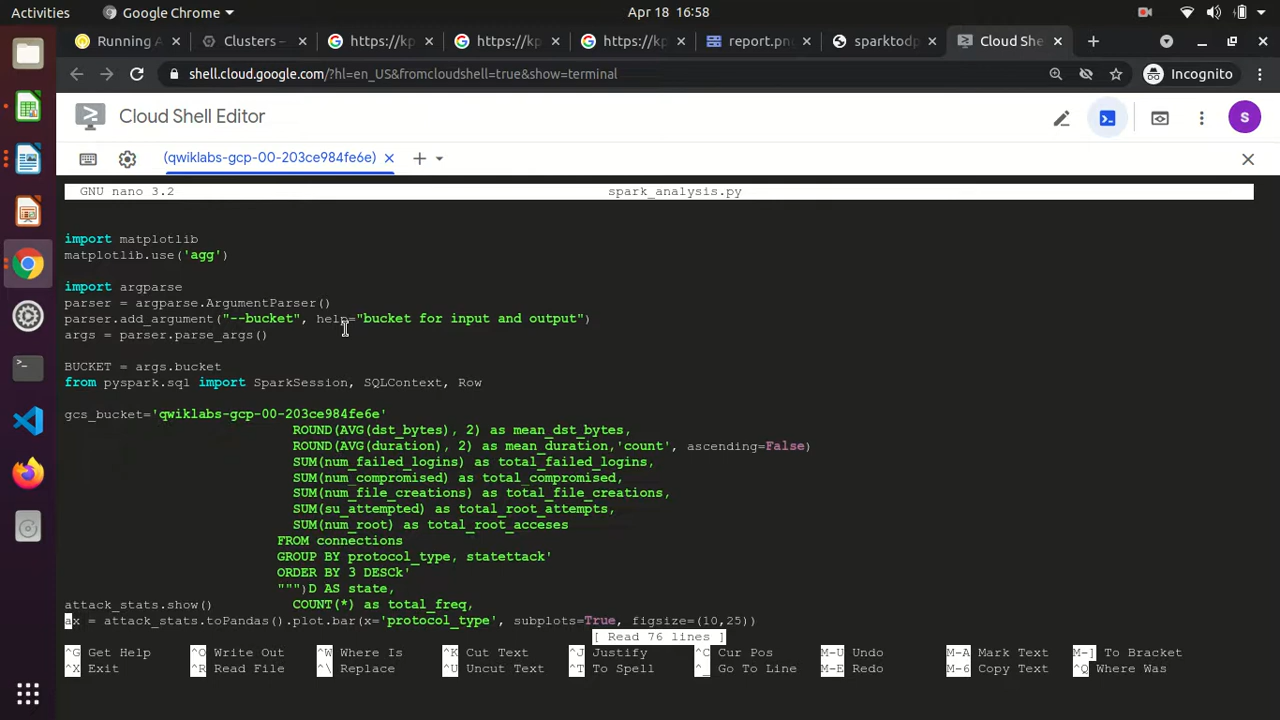 Activities
Google Chrome
Apr 18 16:58
Running A
Clusters –
https://kp
https://kp
https://kp
report.pnu
sparktodp
Cloud She
shell.cloud.google.com/?hl=en_US&fromcloudshell=true&show=terminal
Incognito
Cloud Shell Editor
S
(qwiklabs-gcp-00-203ce984fe6e)
GNU nano 3.2
spark_analysis.py
import matplotlib
matplotlib.use('agg')
import argparse
parser = argparse.ArgumentParser()
parser.add_argument("--bucket", help="bucket for input and output")
args = parser.parse_args()
BUCKET = args.bucket
from pyspark.sql import SparkSession, SQLContext, Row
gcs_bucket='qwiklabs-gcp-00-203ce984fe6e'
ROUND(AVG(dst_bytes), 2) as mean_dst_bytes,
ROUND(AVG(duration), 2) as mean_duration,'count', ascending=False)
SUM(num_failed_logins) as total_failed_logins,
SUM(num_compromised) as total_compromised,
SUM(num_file_creations) as total_file_creations,
SUM(su_attempted) as total_root_attempts,
SUM(num_root) as total_root_acceses
FROM connections
GROUP BY protocol_type, statettack'
ORDER BY 3 DESCk'
""")D AS state,
attack_stats.show() COUNT(*) as total_freq,
ax = attack_stats.toPandas().plot.bar(x='protocol_type', subplots=True, figsize=(10,25))
[ Read 76 lines ]
^G Get Help ^O Write Out ^W Where Is ^K Cut Text ^J Justify ^C Cur Pos M-U Undo M-A Mark Text M-] To Bracket
^X Exit ^R Read File ^\ Replace ^U Uncut Text ^T To Spell ^_ Go To Line M-E Redo M-6 Copy Text ^Q Where Was